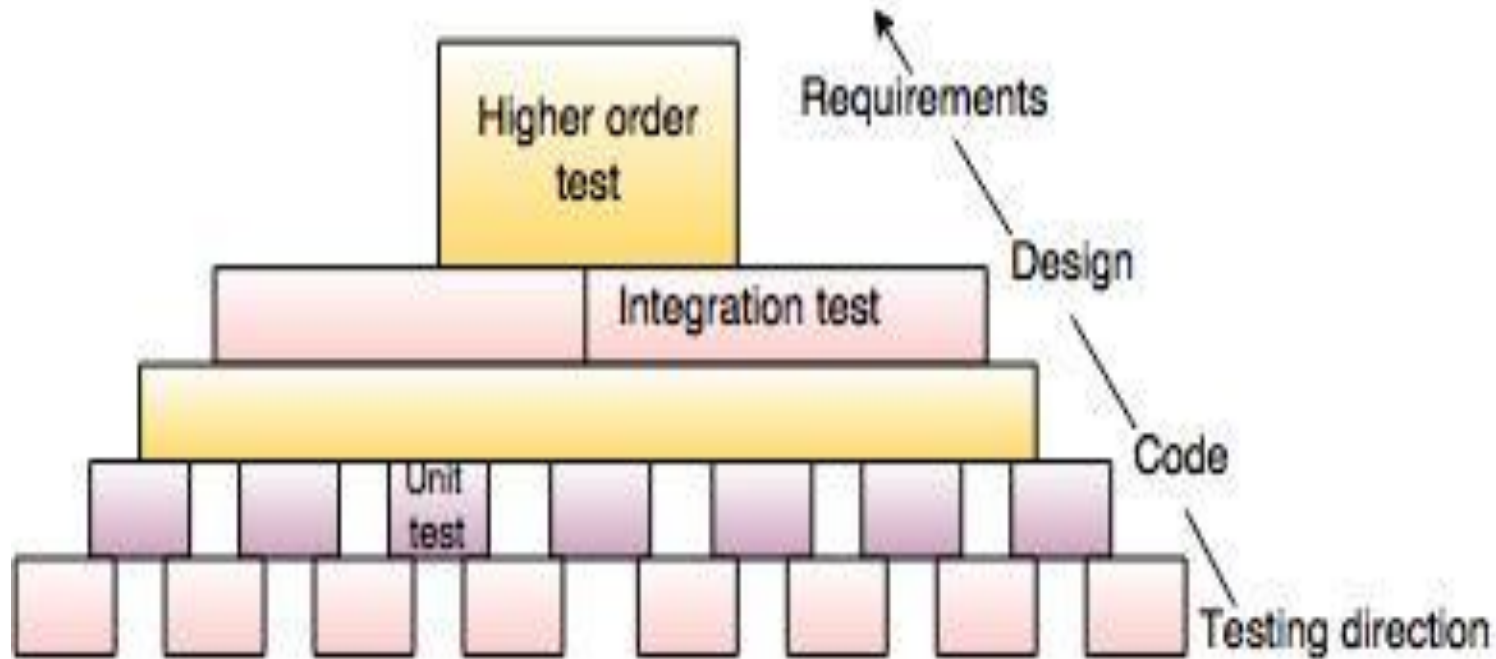 Higher order
test
Requirements
Design
Integration test
Code
Unit
test
Testing direction